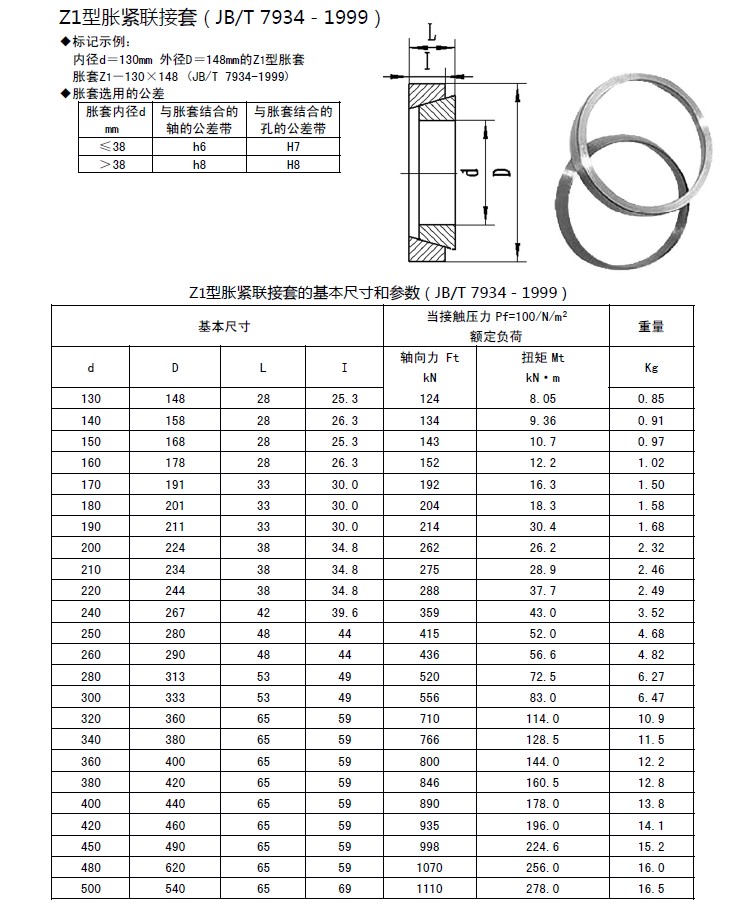 Z1型胀紧联接套（JB/T 7934－1999）
◆标记示例：
内径d＝130mm 外径D＝148mm的Z1型胀套
胀套Z1－130×148 (JB/T 7934-1999)
◆胀套选用的公差
胀套内径d mm 与胀套结合的轴的公差带 与胀套结合的孔的公差带
≤38 h6 H7
＞38 h8 H8
L
I
d D
Z1型胀紧联接套的基本尺寸和参数（JB/T 7934－1999）
基本尺寸 当接触压力 Pf=100/N/m² 额定负荷 重量
d D L I 轴向力 Ft kN 扭矩 Mt kN·m Kg
130 148 28 25.3 124 8.05 0.85
140 158 28 26.3 134 9.36 0.91
150 168 28 25.3 143 10.7 0.97
160 178 28 26.3 152 12.2 1.02
170 191 33 30.0 192 16.3 1.50
180 201 33 30.0 204 18.3 1.58
190 211 33 30.0 214 30.4 1.68
200 224 38 34.8 262 26.2 2.32
210 234 38 34.8 275 28.9 2.46
220 244 38 34.8 288 37.7 2.49
240 267 42 39.6 359 43.0 3.52
250 280 48 44 415 52.0 4.68
260 290 48 44 436 56.6 4.82
280 313 53 49 520 72.5 6.27
300 333 53 49 556 83.0 6.47
320 360 65 59 710 114.0 10.9
340 380 65 59 766 128.5 11.5
360 400 65 59 800 144.0 12.2
380 420 65 59 846 160.5 12.8
400 440 65 59 890 178.0 13.8
420 460 65 59 935 196.0 14.1
450 490 65 59 998 224.6 15.2
480 620 65 59 1070 256.0 16.0
500 540 65 69 1110 278.0 16.5